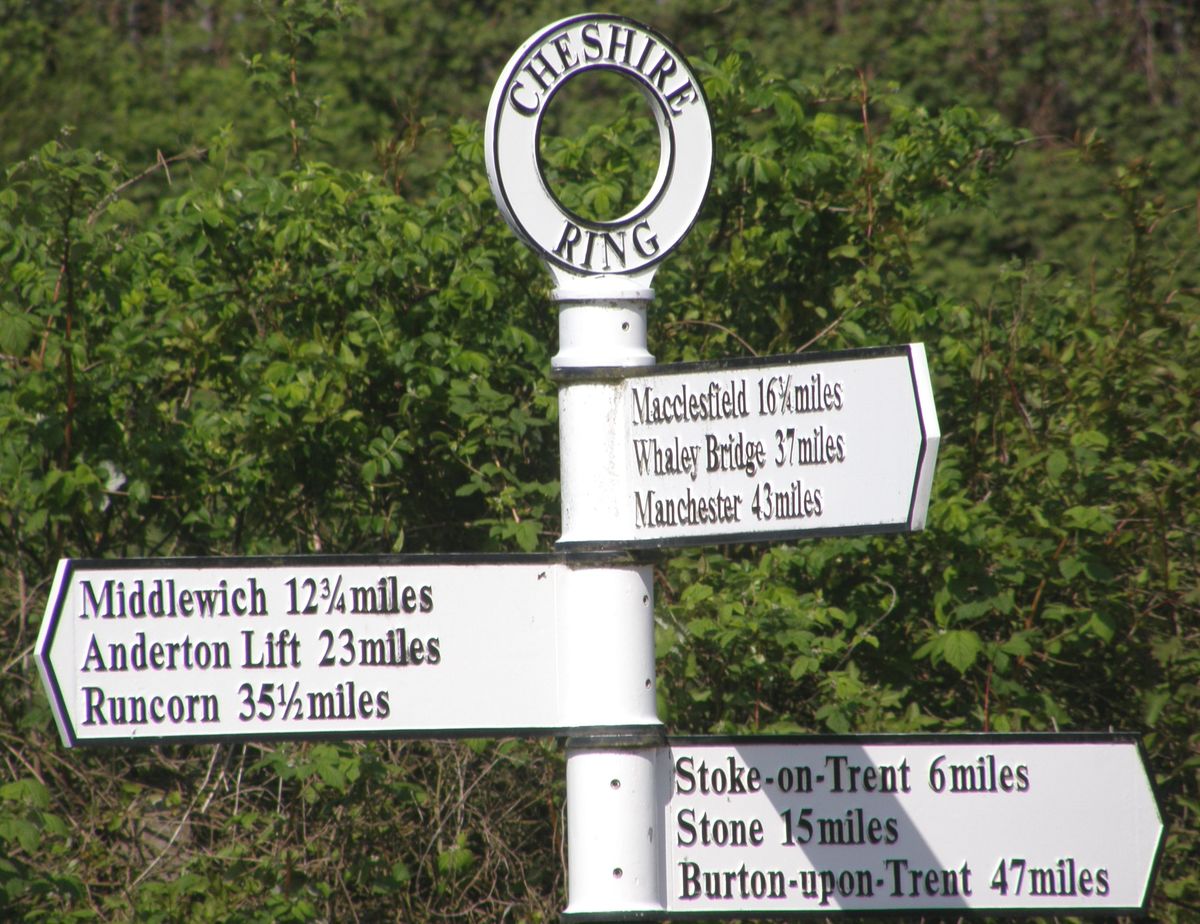 CHESHIRE
RING
Macclesfield 16¾miles
Whaley Bridge 37miles
Manchester 43miles
Middlewich 12¾miles
Anderton Lift 23miles
Runcorn 35½miles
Stoke-on-Trent 6miles
Stone 15miles
Burton-upon-Trent 47miles